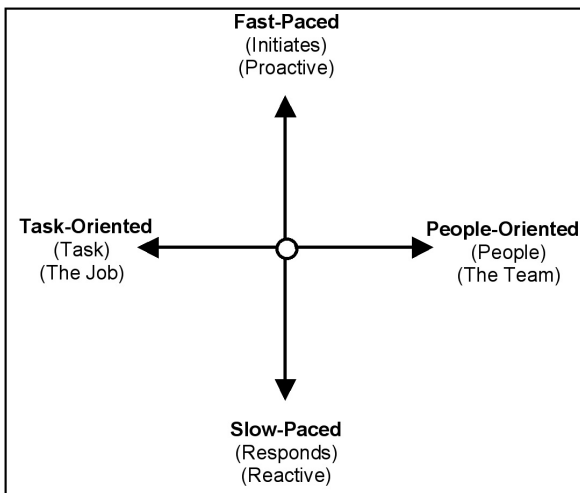 Fast-Paced
(Initiates)
(Proactive)
Task-Oriented
(Task)
(The Job)
People-Oriented
(People)
(The Team)
Slow-Paced
(Responds)
(Reactive)